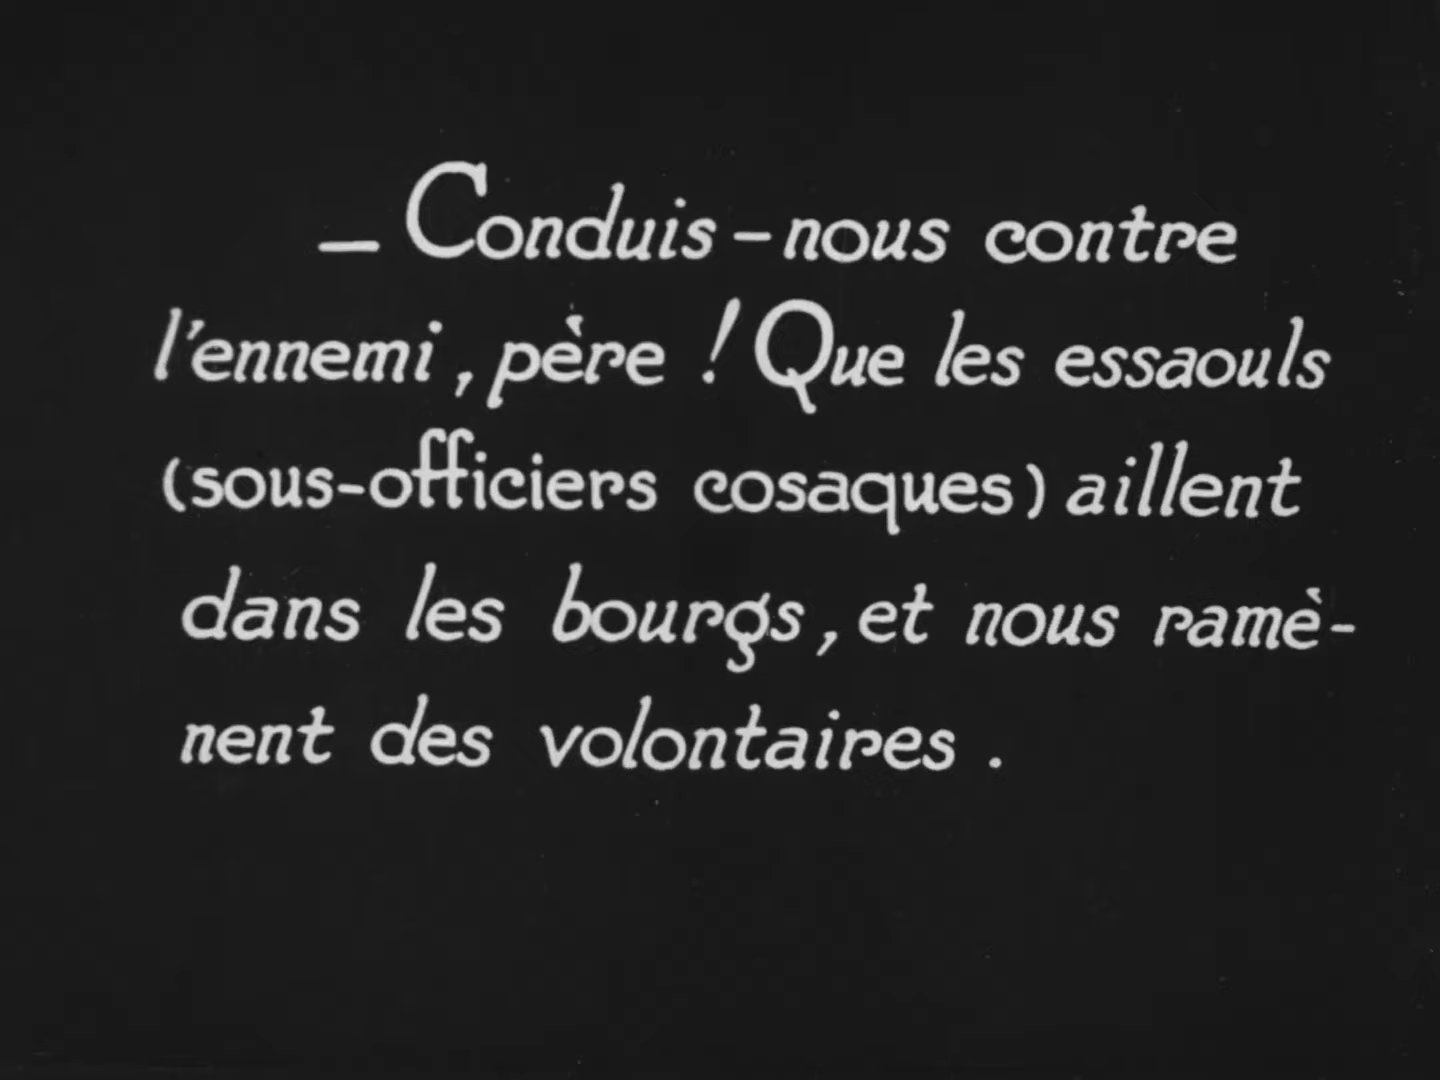 — Conduis-nous contre
l'ennemi, père ! Que les essaouls
(sous-officiers cosaques) aillent
dans les bourgs, et nous ramè-
nent des volontaires.